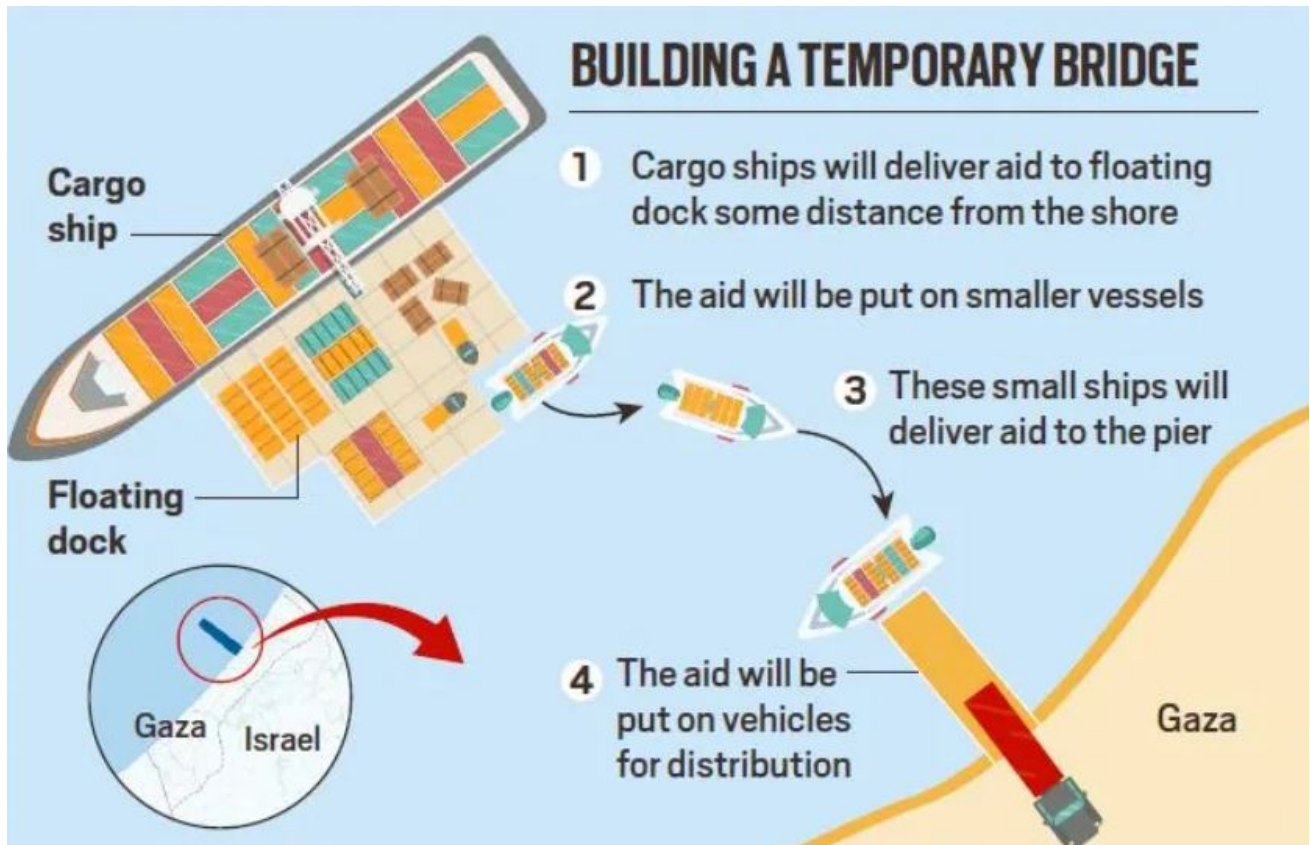 BUILDING A TEMPORARY BRIDGE
Cargo
ship
1 Cargo ships will deliver aid to floating
dock some distance from the shore
2 The aid will be put on smaller vessels
3 These small ships will
deliver aid to the pier
Floating
dock
4 The aid will be
put on vehicles
for distribution
Gaza
Israel
Gaza